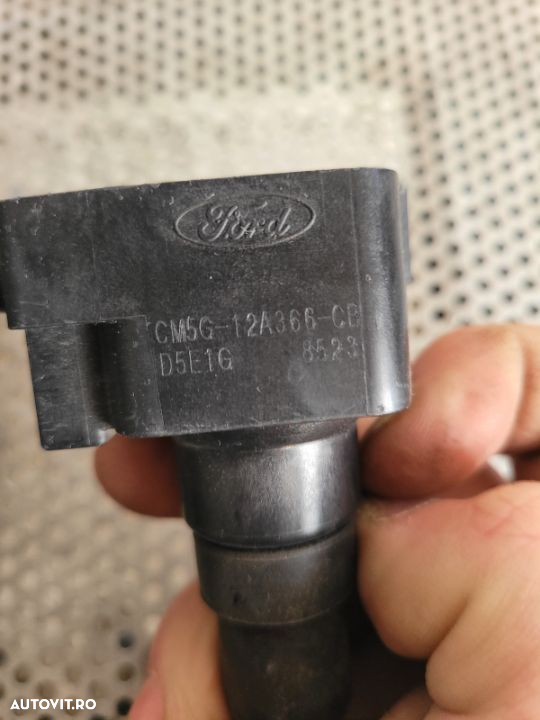 Ford
CM5G-12A366-CB
D5E1G 8523
AUTOVIT.RO